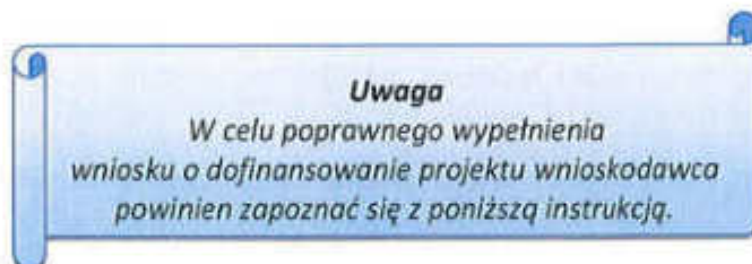 Uwaga
W celu poprawnego wypełnienia
wniosku o dofinansowanie projektu wnioskodawca
powinien zapoznać się z poniższą instrukcją.